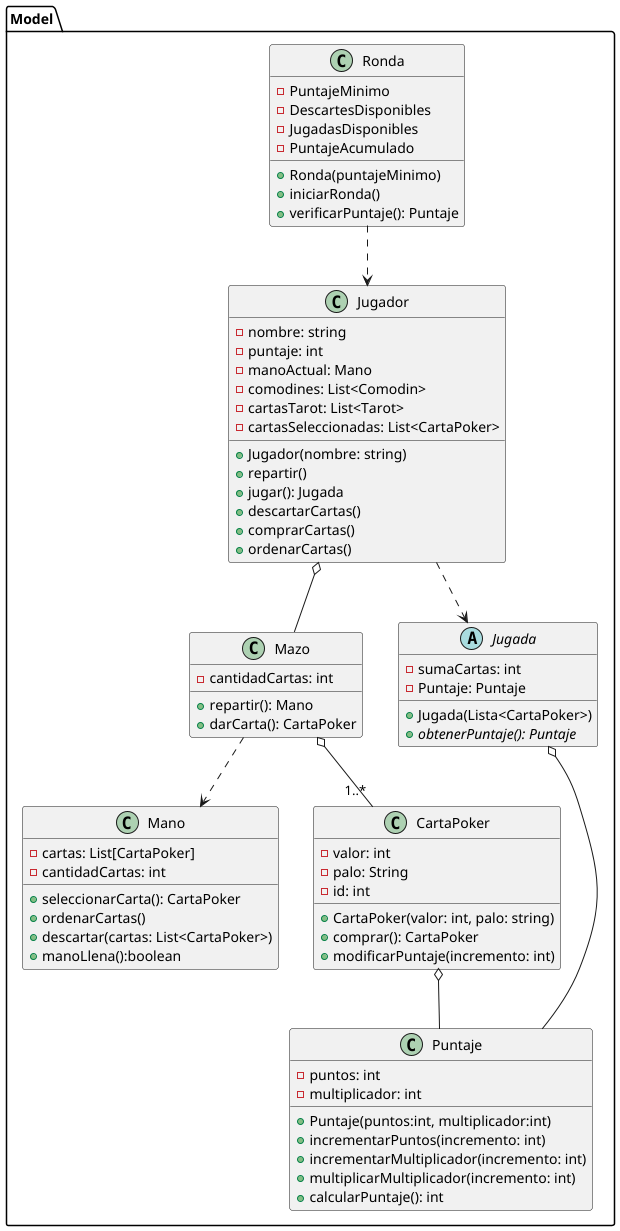 Model
C Ronda
PuntajeMinimo
DescartesDisponibles
JugadasDisponibles
PuntajeAcumulado
Ronda(puntajeMinimo)
iniciarRonda()
verificarPuntaje(): Puntaje
C Jugador
nombre: string
puntaje: int
manoActual: Mano
comodines: List<Comodin>
cartasTarot: List<Tarot>
cartasSeleccionadas: List<CartaPoker>
Jugador(nombre: string)
repartir()
jugar(): Jugada
descartarCartas()
comprarCartas()
ordenarCartas()
C Mazo
cantidadCartas: int
repartir(): Mano
darCarta(): CartaPoker
A Jugada
sumaCartas: int
Puntaje: Puntaje
Jugada(Lista<CartaPoker>)
obtenerPuntaje(): Puntaje
1..*
C Mano
cartas: List[CartaPoker]
cantidadCartas: int
seleccionarCarta(): CartaPoker
ordenarCartas()
descartar(cartas: List<CartaPoker>)
manoLlena():boolean
C CartaPoker
valor: int
palo: String
id: int
CartaPoker(valor: int, palo: string)
comprar(): CartaPoker
modificarPuntaje(incremento: int)
C Puntaje
puntos: int
multiplicador: int
Puntaje(puntos:int, multiplicador:int)
incrementarPuntos(incremento: int)
incrementarMultiplicador(incremento: int)
multiplicarMultiplicador(incremento: int)
calcularPuntaje(): int